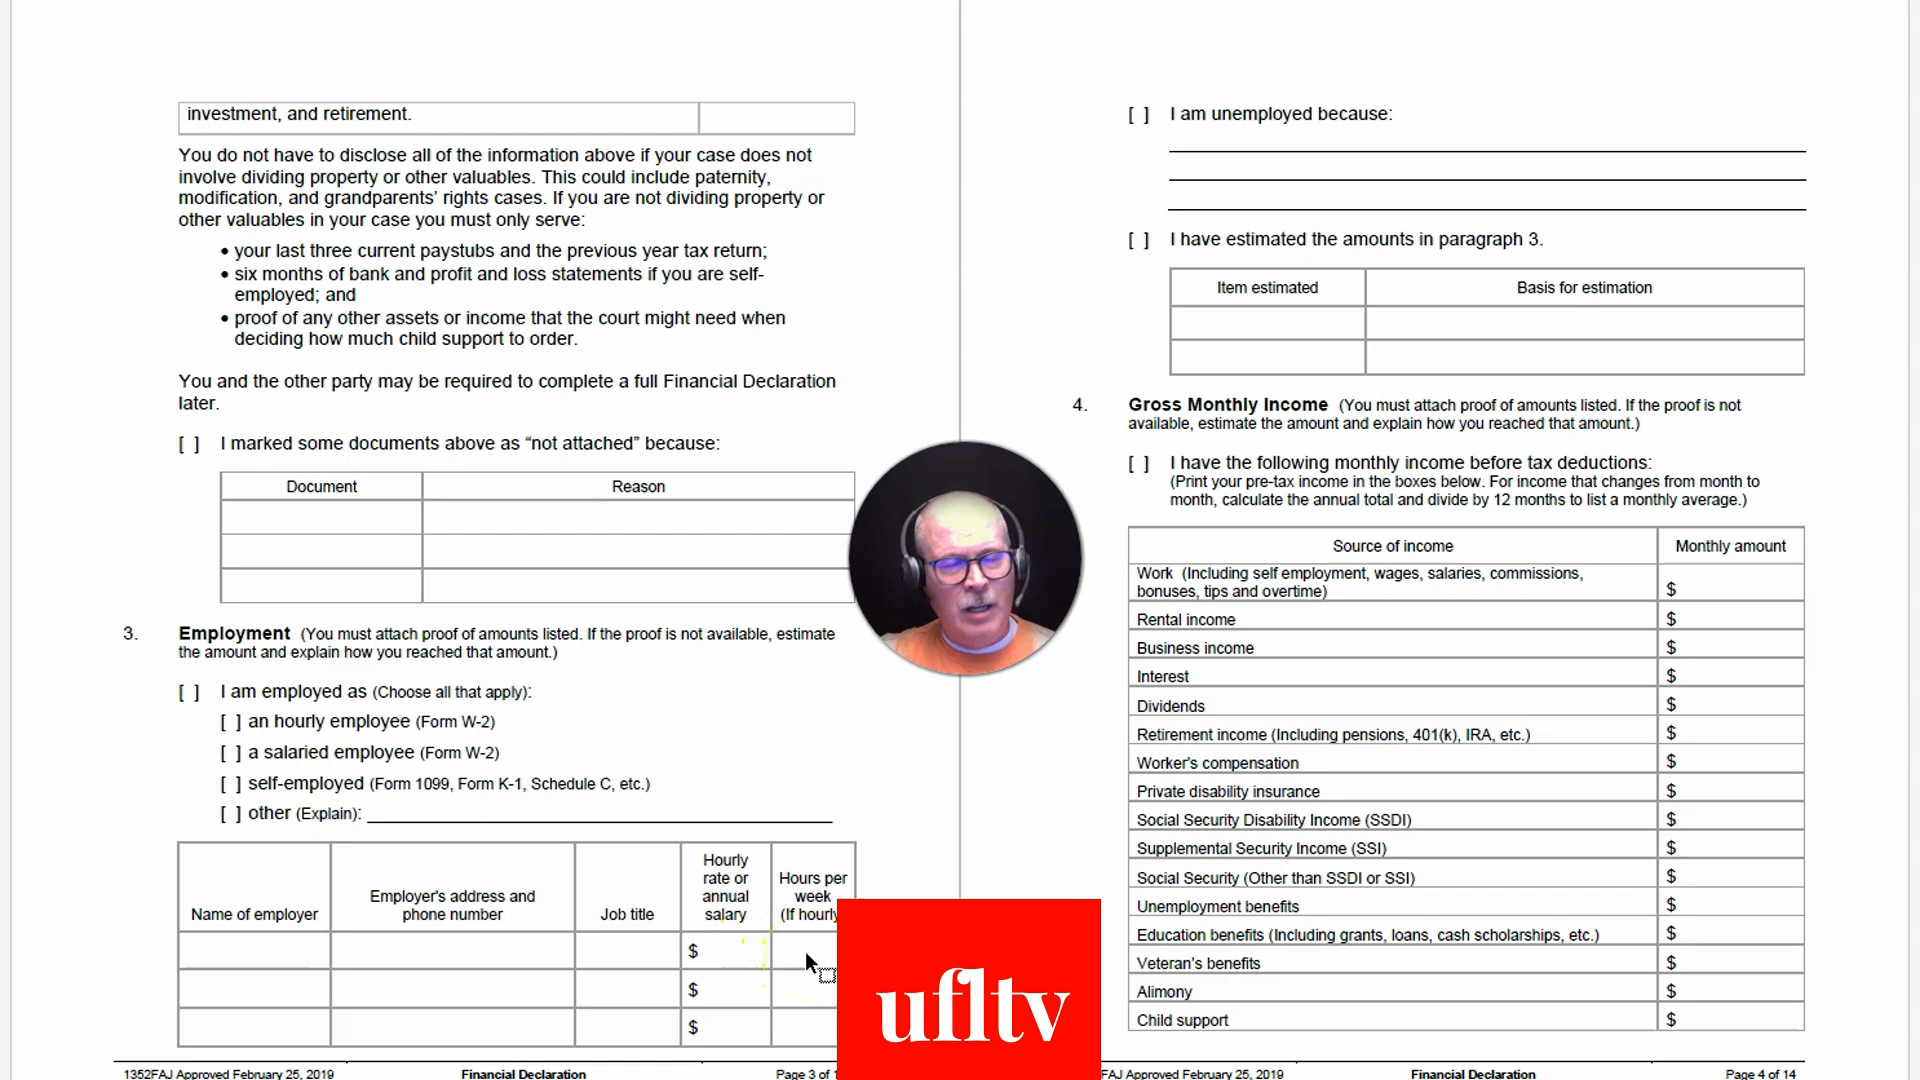 investment, and retirement.
You do not have to disclose all of the information above if your case does not
involve dividing property or other valuables. This could include paternity,
modification, and grandparents' rights cases. If you are not dividing property or
other valuables in your case you must only serve:
• your last three current paystubs and the previous year tax return;
• six months of bank and profit and loss statements if you are self-
employed; and
• proof of any other assets or income that the court might need when
deciding how much child support to order.
You and the other party may be required to complete a full Financial Declaration
later.
[ ] I marked some documents above as “not attached” because:
Document Reason
3. Employment (You must attach proof of amounts listed. If the proof is not available, estimate
the amount and explain how you reached that amount.)
[ ] I am employed as (Choose all that apply):
[ ] an hourly employee (Form W-2)
[ ] a salaried employee (Form W-2)
[ ] self-employed (Form 1099, Form K-1, Schedule C, etc.)
[ ] other (Explain):
Name of employer
Employer's address and
phone number
Job title
Hourly
rate or
annual
salary
Hours per
week
(If hourly
$
$
$
1352FAJ Approved February 25, 2019 Financial Declaration Page 3 of 1
[ ] I am unemployed because:
[ ] I have estimated the amounts in paragraph 3.
Item estimated Basis for estimation
4. Gross Monthly Income (You must attach proof of amounts listed. If the proof is not
available, estimate the amount and explain how you reached that amount.)
[ ] I have the following monthly income before tax deductions:
(Print your pre-tax income in the boxes below. For income that changes from month to
month, calculate the annual total and divide by 12 months to list a monthly average.)
Source of income Monthly amount
Work (Including self employment, wages, salaries, commissions,
bonuses, tips and overtime) $
Rental income $
Business income $
Interest $
Dividends $
Retirement income (Including pensions, 401(k), IRA, etc.) $
Worker's compensation $
Private disability insurance $
Social Security Disability Income (SSDI) $
Supplemental Security Income (SSI) $
Social Security (Other than SSDI or SSI) $
Unemployment benefits $
Education benefits (Including grants, loans, cash scholarships, etc.) $
Veteran's benefits $
Alimony $
Child support $
FAJ Approved February 25, 2019 Financial Declaration Page 4 of 14
ufltv